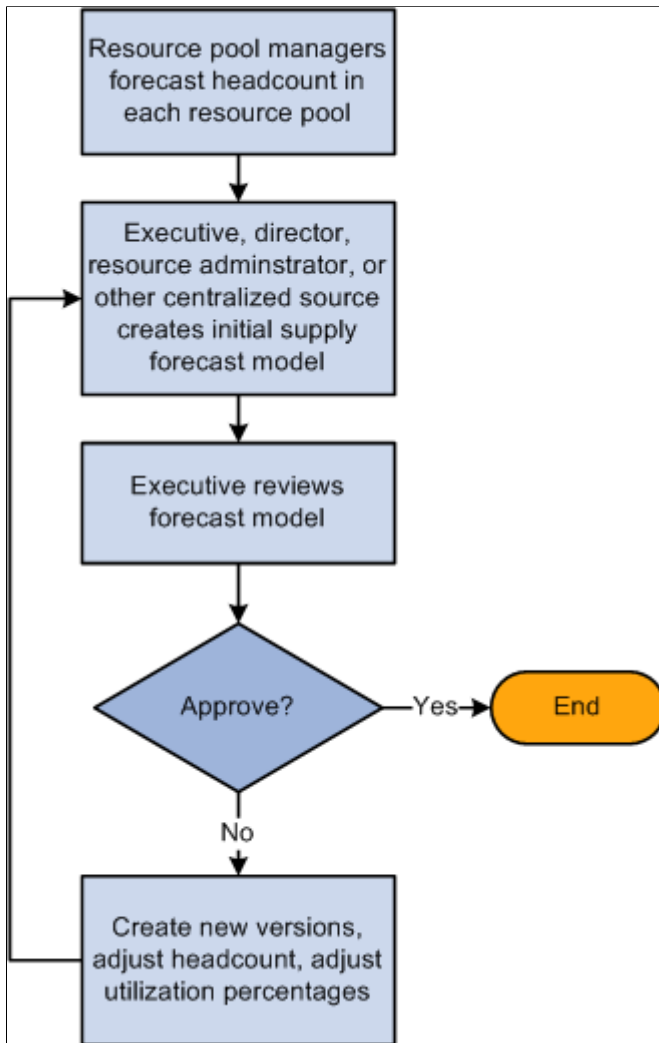 Resource pool managers
forecast headcount in
each resource pool
Executive, director,
resource adminstrator, or
other centralized source
creates initial supply
forecast model
Executive reviews
forecast model
Approve?
Yes
End
No
Create new versions,
adjust headcount, adjust
utilization percentages